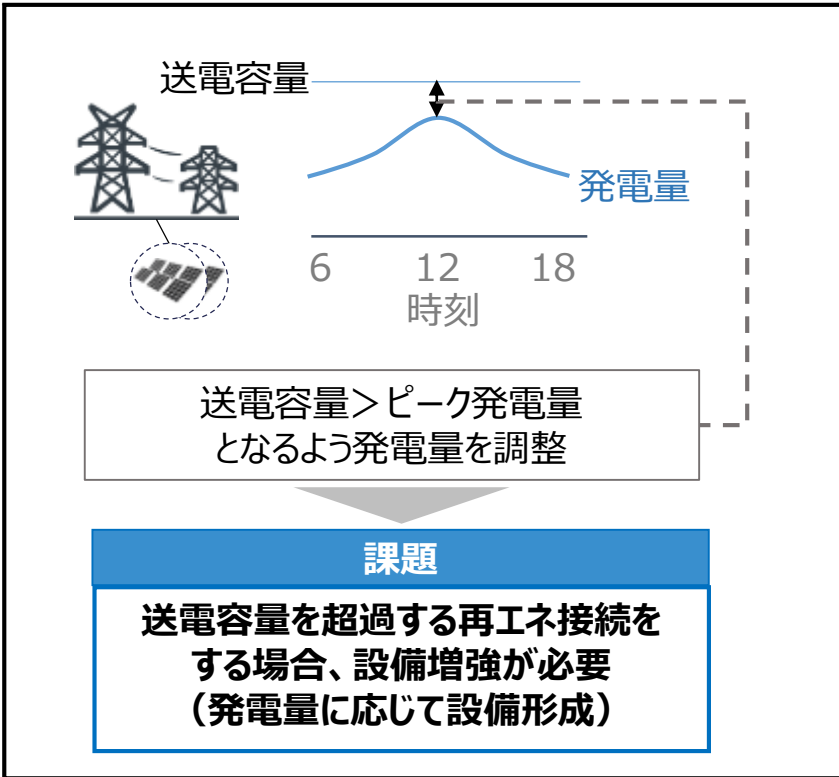 送電容量
発電量
6 12 18
時刻
送電容量＞ピーク発電量
となるよう発電量を調整
課題
送電容量を超過する再エネ接続を
する場合、設備増強が必要
（発電量に応じて設備形成）